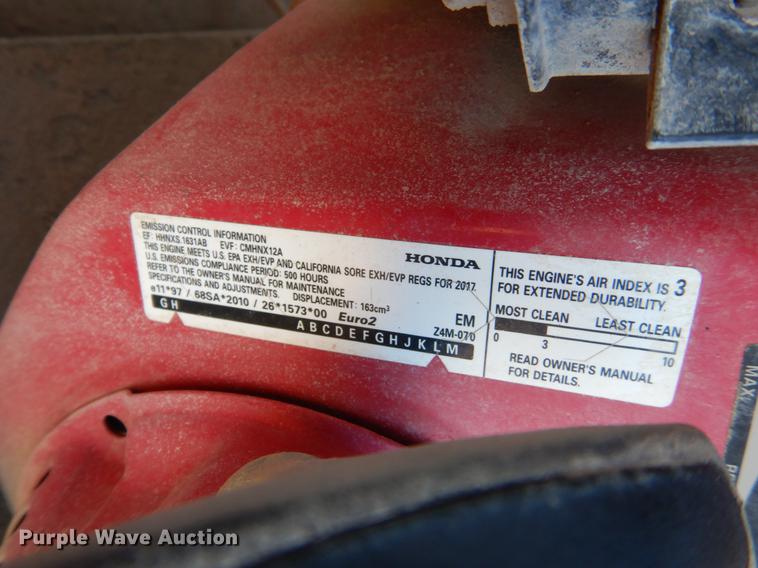 EMISSION CONTROL INFORMATION
EF: HHNXS.1631AB EVF: CMHNX12A
THIS ENGINE MEETS U.S. EPA EXH/EVP AND CALIFORNIA SORE EXH/EVP REGS FOR 2017.
U.S. EMISSIONS COMPLIANCE PERIOD: 500 HOURS
REFER TO THE OWNER'S MANUAL FOR MAINTENANCE
SPECIFICATIONS AND ADJUSTMENTS. DISPLACEMENT: 163cm³
e11*97 / 68SA*2010 / 26*1573*00 Euro2
GH
ABCDEFGHJKLM
HONDA
EM
Z4M-070
THIS ENGINE'S AIR INDEX IS 3
FOR EXTENDED DURABILITY.
MOST CLEAN LEAST CLEAN
0 3 10
READ OWNER'S MANUAL
FOR DETAILS.
MAXI
Purple Wave Auction